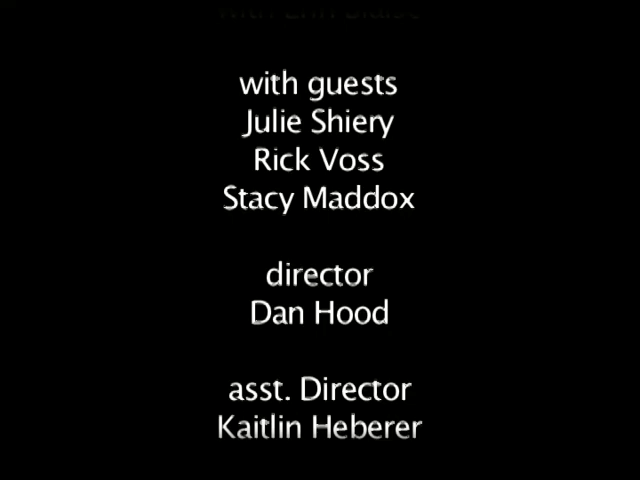 with guests
Julie Shiery
Rick Voss
Stacy Maddox
director
Dan Hood
asst. Director
Kaitlin Heberer